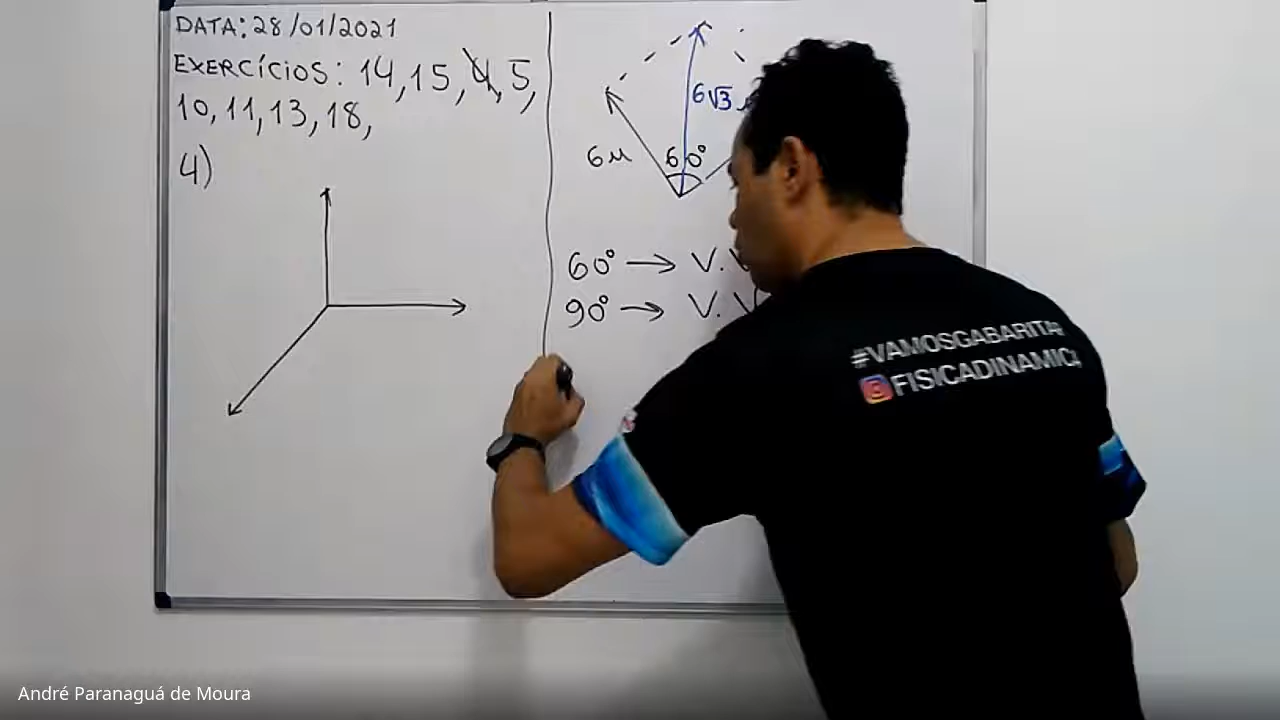 DATA: 28/01/2021
EXERCÍCIOS: 14, 15, 4, 5,
10, 11, 13, 18,
4)
6√3
6u
60°
60° → V.
90° → V.
#VAMOSGABARITAR
FISICADINAMICA
André Paranaguá de Moura